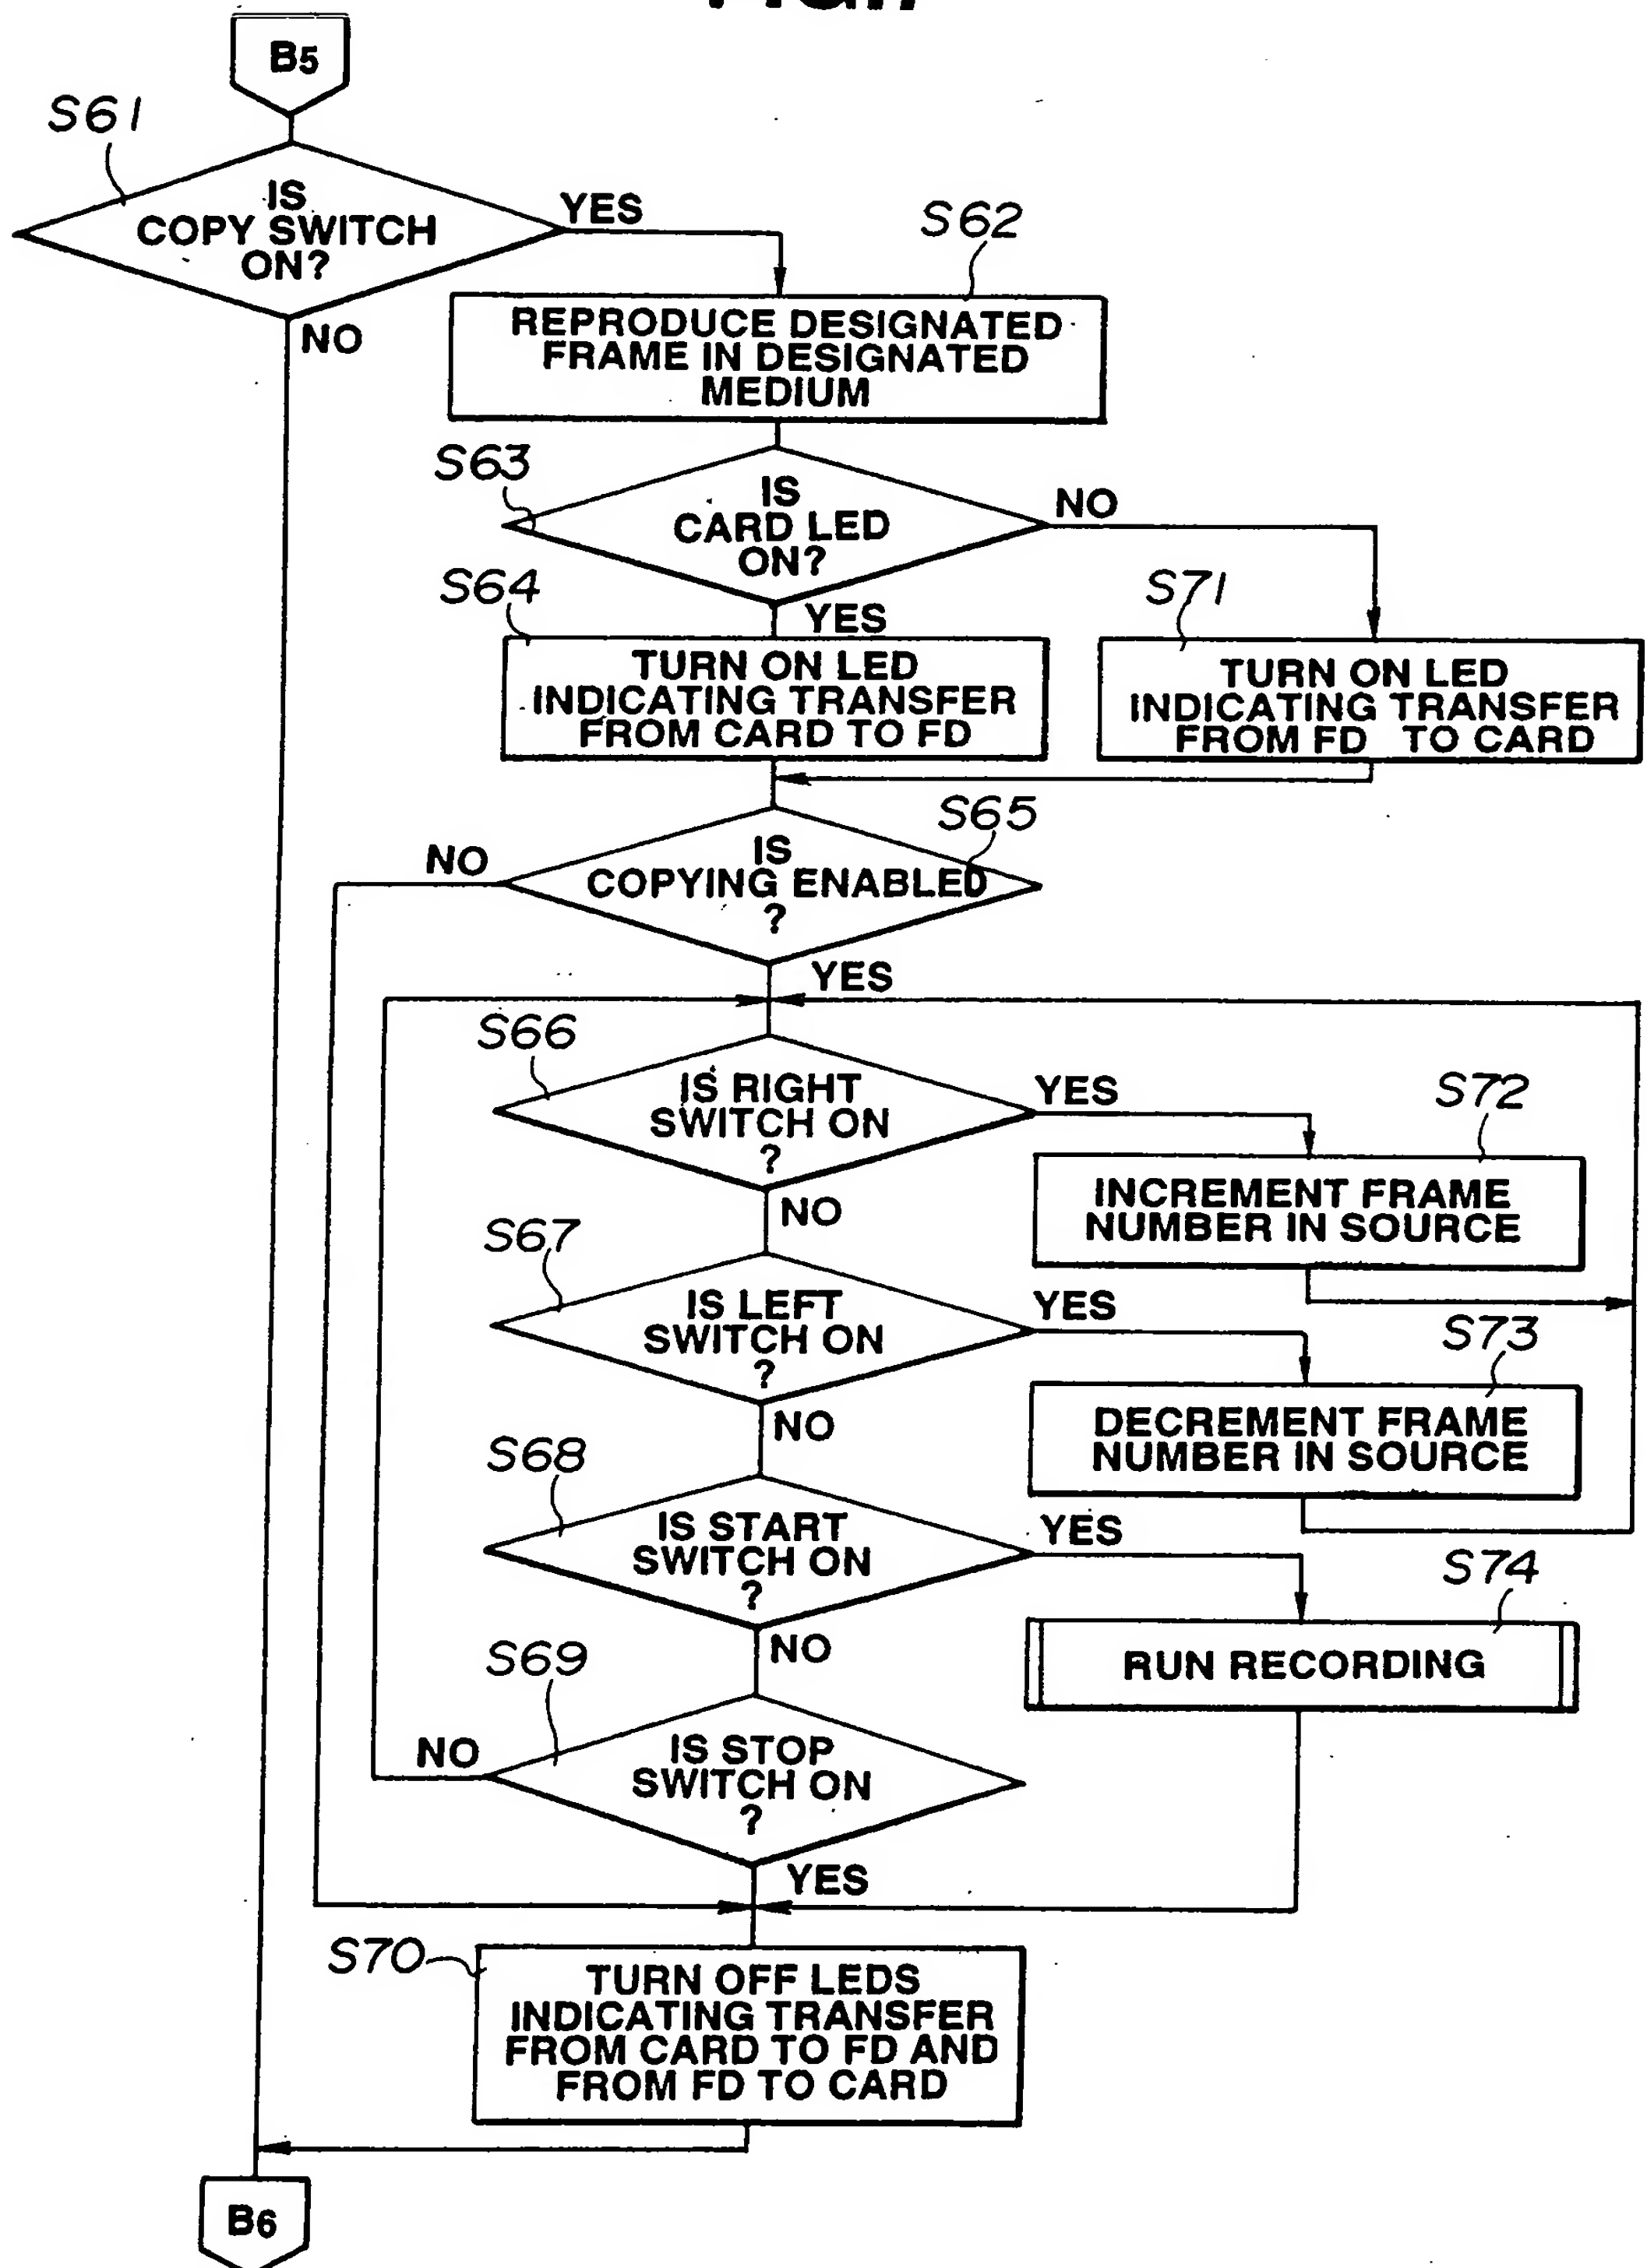 B5
S61
IS
COPY SWITCH
ON?
YES
NO
S62
REPRODUCE DESIGNATED
FRAME IN DESIGNATED
MEDIUM
S63
IS
CARD LED
ON?
NO
YES
S64
TURN ON LED
INDICATING TRANSFER
FROM CARD TO FD
S71
TURN ON LED
INDICATING TRANSFER
FROM FD TO CARD
S65
IS
COPYING ENABLED
?
NO
YES
S66
IS RIGHT
SWITCH ON
?
YES
NO
S72
INCREMENT FRAME
NUMBER IN SOURCE
S67
IS LEFT
SWITCH ON
?
YES
NO
S73
DECREMENT FRAME
NUMBER IN SOURCE
S68
IS START
SWITCH ON
?
YES
NO
S74
RUN RECORDING
S69
IS STOP
SWITCH ON
?
NO
YES
S70
TURN OFF LEDS
INDICATING TRANSFER
FROM CARD TO FD AND
FROM FD TO CARD
B6